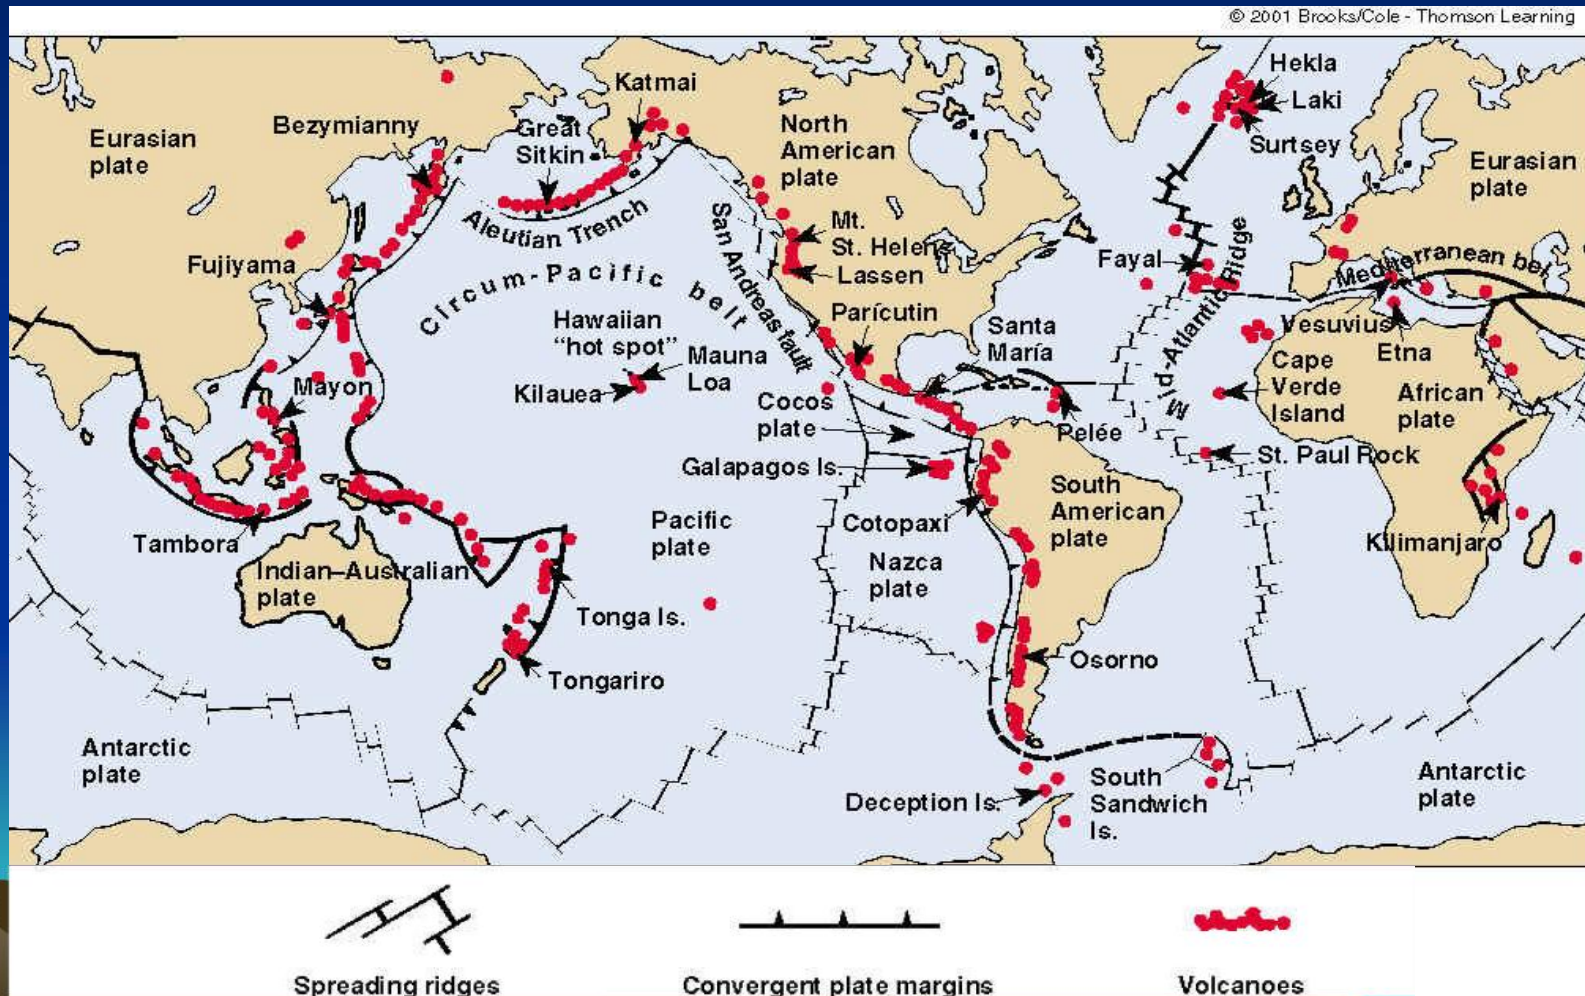 © 2001 Brooks/Cole - Thomson Learning
Eurasian
plate
Bezymianny
Great
Sitkin
Katmai
North
American
plate
Hekla
Laki
Surtsey
Eurasian
plate
Aleutian Trench
San Andreas fault
Mt.
St. Helens
Lassen
Fujiyama
Circum-Pacific belt
Fayal
Mid-Atlantic Ridge
Mediterranean bel
Hawaiian
"hot spot"
Mauna
Loa
Kilauea
Parícutin
Santa
María
Vesuvius
Etna
Mayon
Cocos
plate
Pelée
Cape
Verde
Island
African
plate
Galapagos Is.
St. Paul Rock
Tambora
Indian–Australian
plate
Pacific
plate
Cotopaxi
South
American
plate
Nazca
plate
Kilimanjaro
Tonga Is.
Tongariro
Osorno
Antarctic
plate
Deception Is.
South
Sandwich
Is.
Antarctic
plate
Spreading ridges
Convergent plate margins
Volcanoes